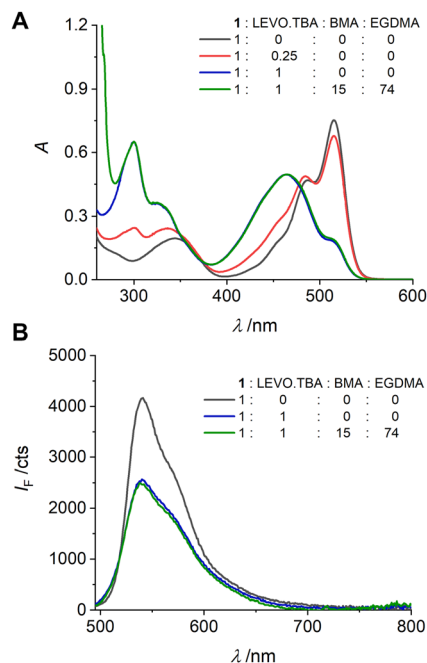 A
1 : LEVO.TBA : BMA : EGDMA
1 : 0 : 0 : 0
1 : 0.25 : 0 : 0
1 : 1 : 0 : 0
1 : 1 : 15 : 74
1.2
0.9
0.6
0.3
0.0
A
300 400 500 600
λ /nm
B
1 : LEVO.TBA : BMA : EGDMA
1 : 0 : 0 : 0
1 : 1 : 0 : 0
1 : 1 : 15 : 74
5000
4000
3000
2000
1000
0
I_F /cts
500 600 700 800
λ /nm